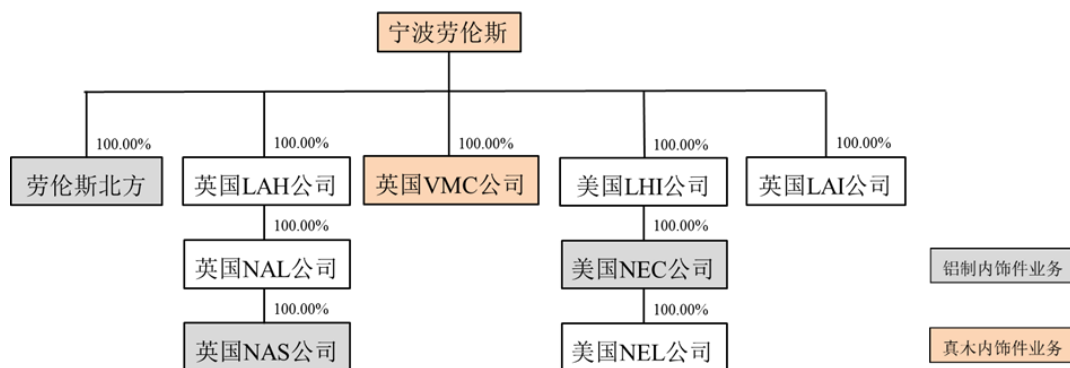 宁波劳伦斯
100.00%
100.00%
100.00%
100.00%
100.00%
劳伦斯北方
英国LAH公司
英国VMC公司
美国LHI公司
英国LAI公司
100.00%
100.00%
英国NAL公司
美国NEC公司
铝制内饰件业务
100.00%
100.00%
英国NAS公司
美国NEL公司
真木内饰件业务